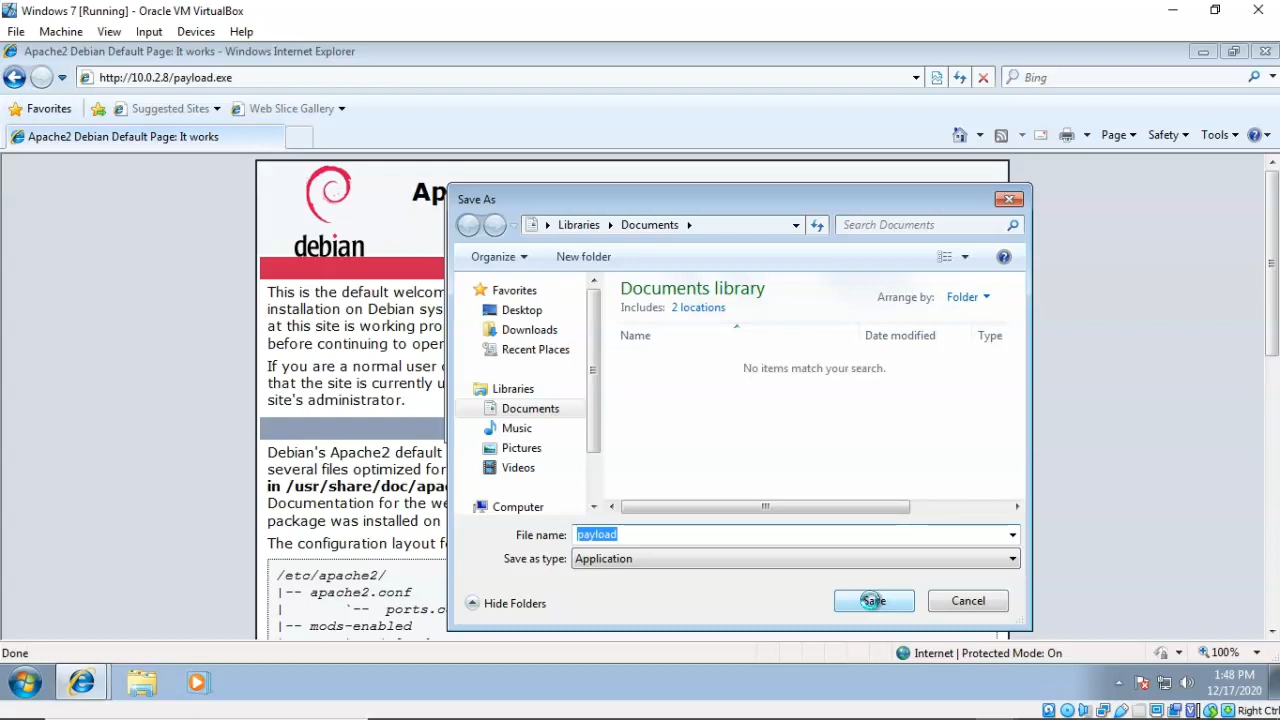 Windows 7 [Running] - Oracle VM VirtualBox
File Machine View Input Devices Help
Apache2 Debian Default Page: It works - Windows Internet Explorer
http://10.0.2.8/payload.exe
Bing
Favorites
Suggested Sites
Web Slice Gallery
Apache2 Debian Default Page: It works
Page Safety Tools
debian
Ap
This is the default welcom
installation on Debian sys
at this site is working pro
before continuing to oper
If you are a normal user o
that the site is currently u
site's administrator.
Debian's Apache2 default
several files optimized for
in /usr/share/doc/apa
Documentation for the we
package was installed on
The configuration layout fo
/etc/apache2/
|-- apache2.conf
| `-- ports.c
|-- mods-enabled
Save As
Libraries Documents
Search Documents
Organize New folder
Favorites
Desktop
Downloads
Recent Places
Libraries
Documents
Music
Pictures
Videos
Computer
Documents library
Includes: 2 locations
Arrange by: Folder
Name Date modified Type
No items match your search.
File name: payload
Save as type: Application
Hide Folders
Save
Cancel
Done
Internet | Protected Mode: On
100%
1:48 PM
12/17/2020
Right Ctrl